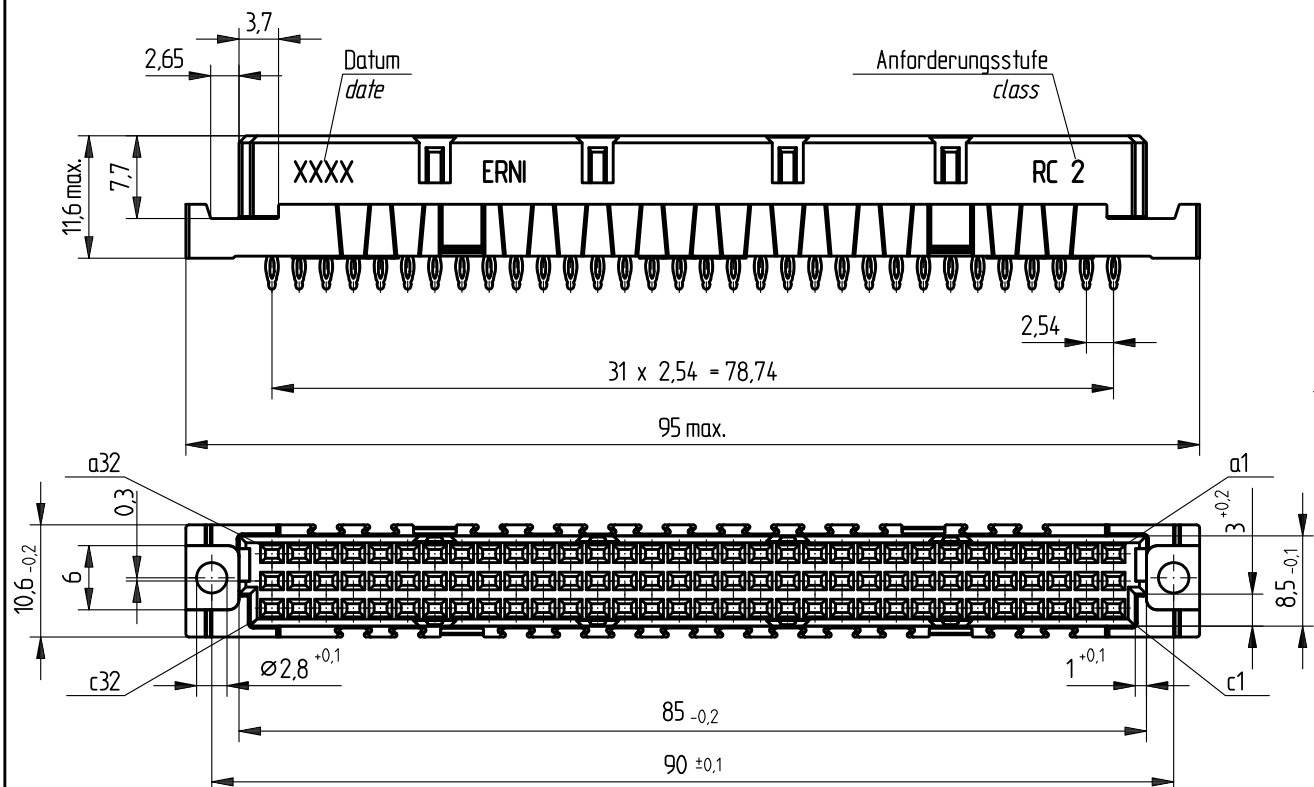 3,7
2,65
Datum
date
Anforderungsstufe
class
11,6 max.
7,7
XXXX
ERNI
RC 2
2,54
31 x 2,54 = 78,74
95 max.
a32
a1
0,3
3 +0,2
10,6 -0,2
6
8,5 -0,1
c32
⌀2,8 +0,1
1 +0,1
c1
85 -0,2
90 ±0,1